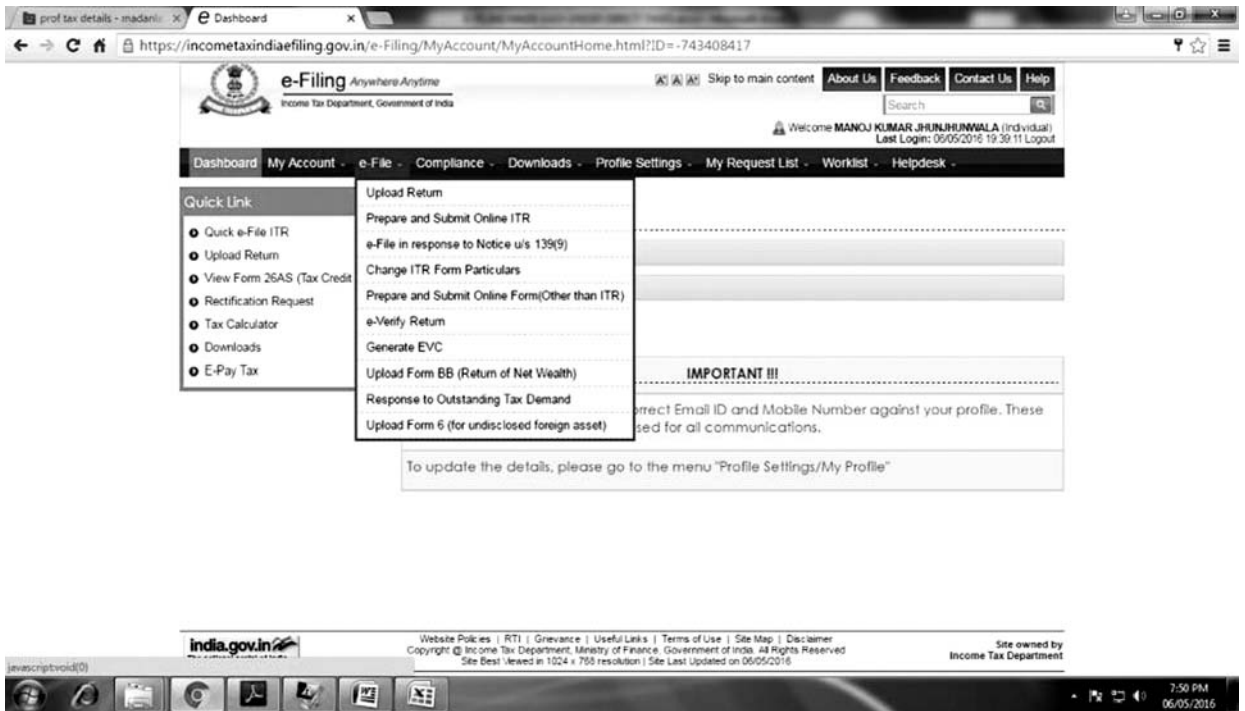 prof tax details - madanla
Dashboard
https://incometaxindiaefiling.gov.in/e-Filing/MyAccount/MyAccountHome.html?ID=-743408417
e-Filing Anywhere Anytime
Income Tax Department, Government of India
A A A Skip to main content About Us Feedback Contact Us Help
Search
Welcome MANOJ KUMAR JHUNJHUNWALA (Individual)
Last Login: 06/05/2016 19:39:11 Logout
Dashboard My Account e-File Compliance Downloads Profile Settings My Request List Worklist Helpdesk
Quick Link
Quick e-File ITR
Upload Return
View Form 26AS (Tax Credit
Rectification Request
Tax Calculator
Downloads
E-Pay Tax
Upload Return
Prepare and Submit Online ITR
e-File in response to Notice u/s 139(9)
Change ITR Form Particulars
Prepare and Submit Online Form(Other than ITR)
e-Verify Return
Generate EVC
Upload Form BB (Return of Net Wealth)
Response to Outstanding Tax Demand
Upload Form 6 (for undisclosed foreign asset)
IMPORTANT !!!
orrect Email ID and Mobile Number against your profile. These
sed for all communications.
To update the details, please go to the menu "Profile Settings/My Profile"
india.gov.in
Website Policies | RTI | Grievance | Useful Links | Terms of Use | Site Map | Disclaimer
Copyright @ Income Tax Department, Ministry of Finance, Government of India. All Rights Reserved
Site Best Viewed in 1024 x 768 resolution | Site Last Updated on 06/05/2016
Site owned by
Income Tax Department
javascript:void(0)
7:50 PM
06/05/2016